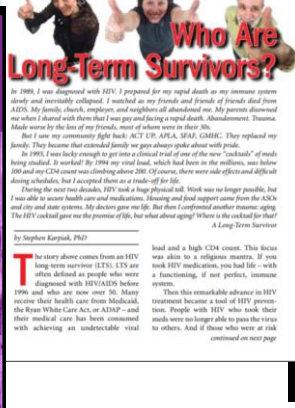 Who Are
Long-Term Survivors?
In 1989, I was diagnosed with HIV. I prepared for my rapid death as my immune system
slowly and inevitably collapsed. I watched as my friends and friends of friends died from
AIDS. My family, church, employer, and neighbors all abandoned me. My parents disowned
me when I shared with them that I was gay and facing a rapid death. Abandonment. Trauma.
Made worse by the loss of my friends, most of whom were in their 30s.
But I saw my community fight back: ACT UP, APLA, SFAF, GMHC. They replaced my
family. They became that extended family we gays always spoke about with pride.
In 1993, I was lucky enough to get into a clinical trial of one of the new "cocktails" of meds
being studied. It worked! By 1994 my viral load, which had been in the millions, was below
100 and my CD4 count was climbing above 200. Of course, there were side effects and difficult
dosing schedules, but I accepted them as a trade-off for life.
During the next two decades, HIV took a huge physical toll. Work was no longer possible, but
I was able to secure health care and medications. Housing and food support came from the ASOs
and city and state systems. My doctors gave me life. But then I confronted another trauma: aging.
The HIV cocktail gave me the promise of life, but what about aging? Where is the cocktail for that?
A Long-Term Survivor
by Stephen Karpiak, PhD
The story above comes from an HIV
long-term survivor (LTS). LTS are
often defined as people who were
diagnosed with HIV/AIDS before
1996 and who are now over 50. Many
receive their health care from Medicaid,
the Ryan White Care Act, or ADAP – and
their medical care has been consumed
with achieving an undetectable viral
load and a high CD4 count. This focus
was akin to a religious mantra. If you
took HIV medication, you had life – with
a functioning, if not perfect, immune
system.
Then this remarkable advance in HIV
treatment became a tool of HIV preven-
tion. People with HIV who took their
meds were no longer able to pass the virus
to others. And if those who were at risk
continued on next page